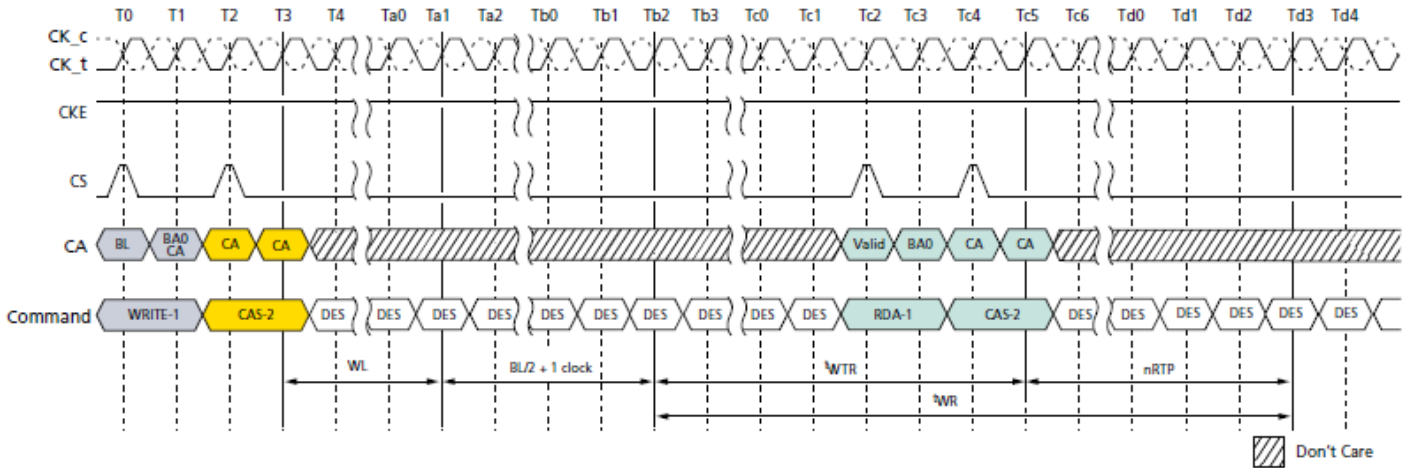 T0 T1 T2 T3 T4 Ta0 Ta1 Ta2 Tb0 Tb1 Tb2 Tb3 Tc0 Tc1 Tc2 Tc3 Tc4 Tc5 Tc6 Td0 Td1 Td2 Td3 Td4
CK_c
CK_t
CKE
CS
CA BL BA0 CA CA CA Valid BA0 CA CA
Command WRITE-1 CAS-2 DES DES DES DES DES DES DES DES DES DES RDA-1 CAS-2 DES DES DES DES DES DES
WL BL/2 + 1 clock tWTR nRTP
tWR
Don't Care